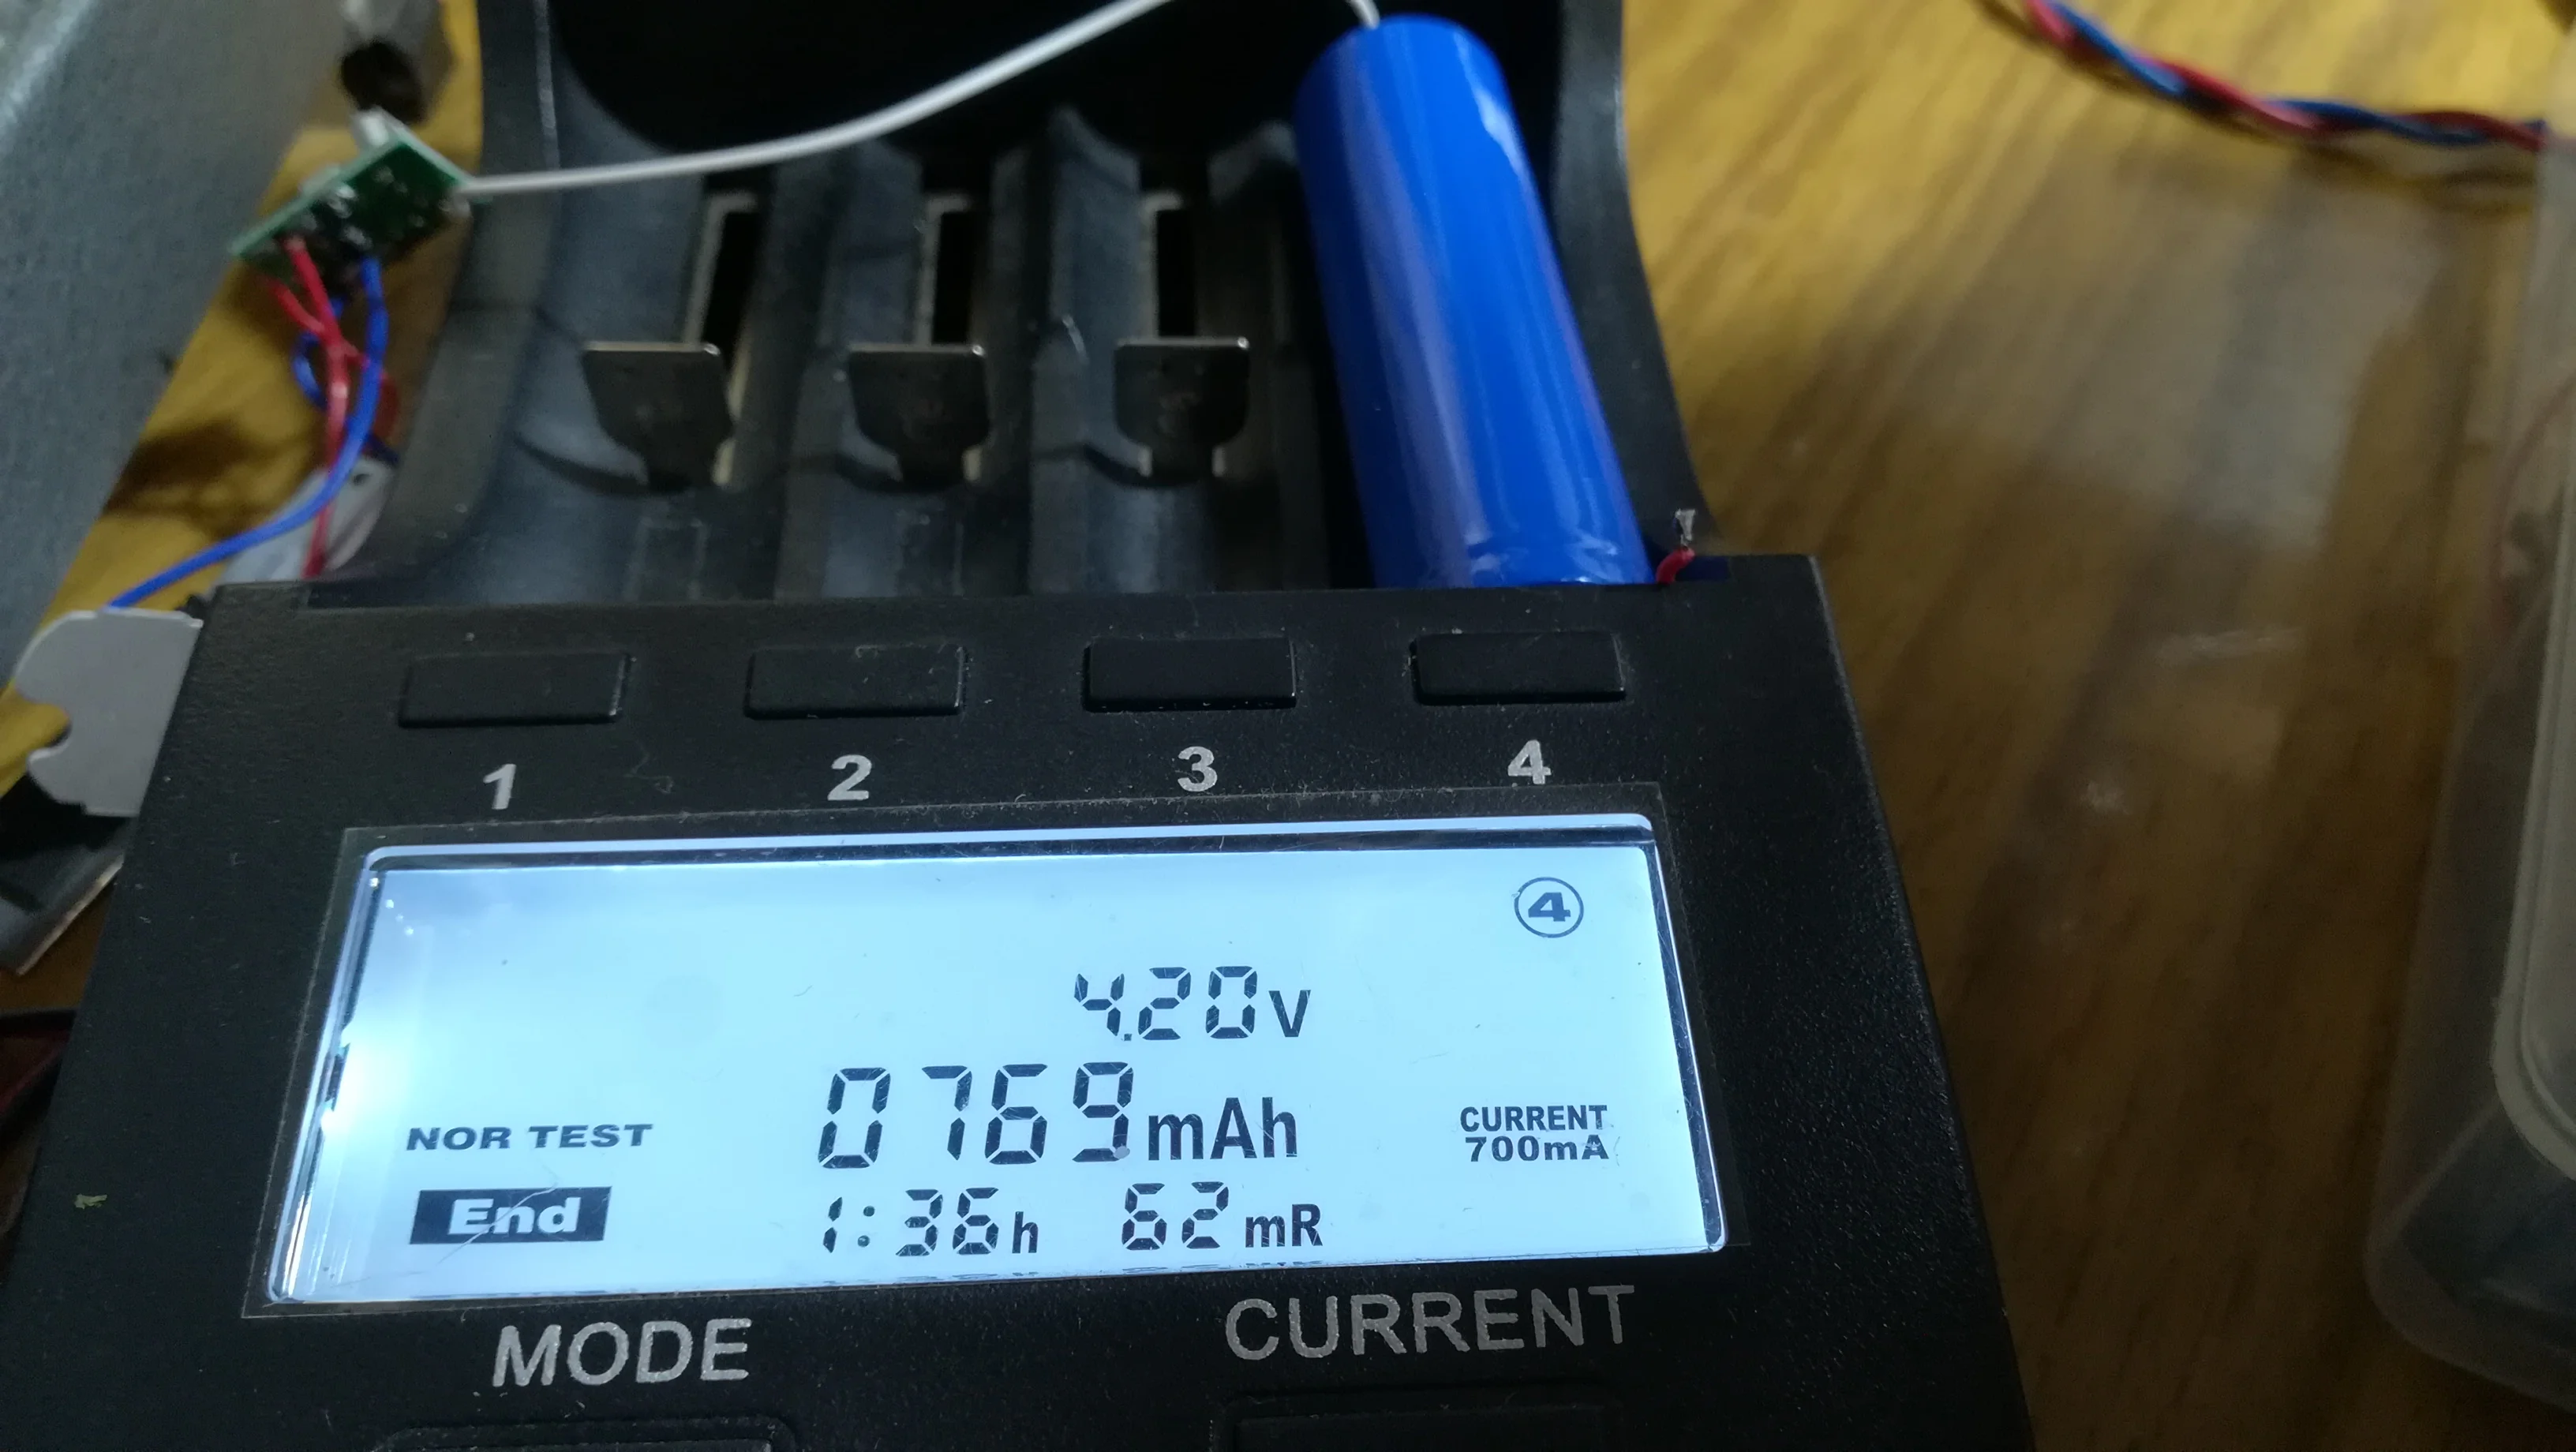 1 2 3 4
4
4.20V
0769mAh
NOR TEST
CURRENT
700mA
End
1:36h 62mR
MODE CURRENT